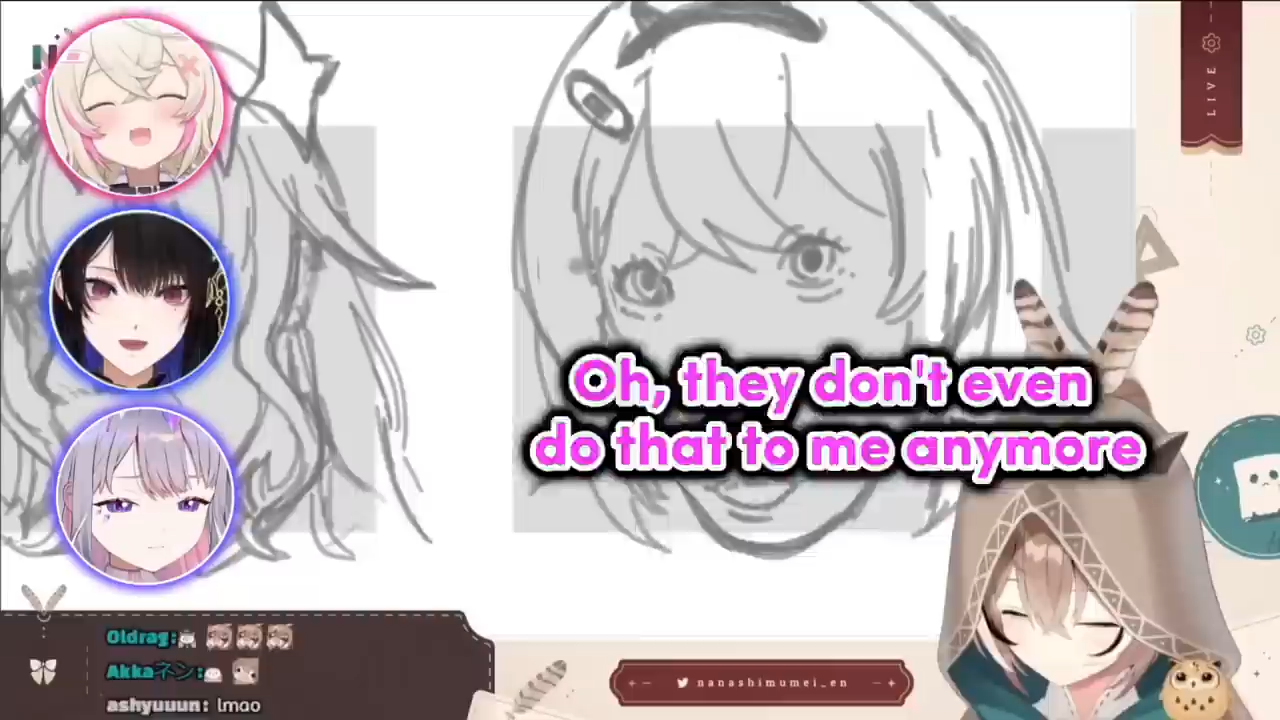 LIVE
Oh, they don't even
do that to me anymore
Oldrag:
Akkaネン:
ashyuuun: lmao
nanashimumei_en